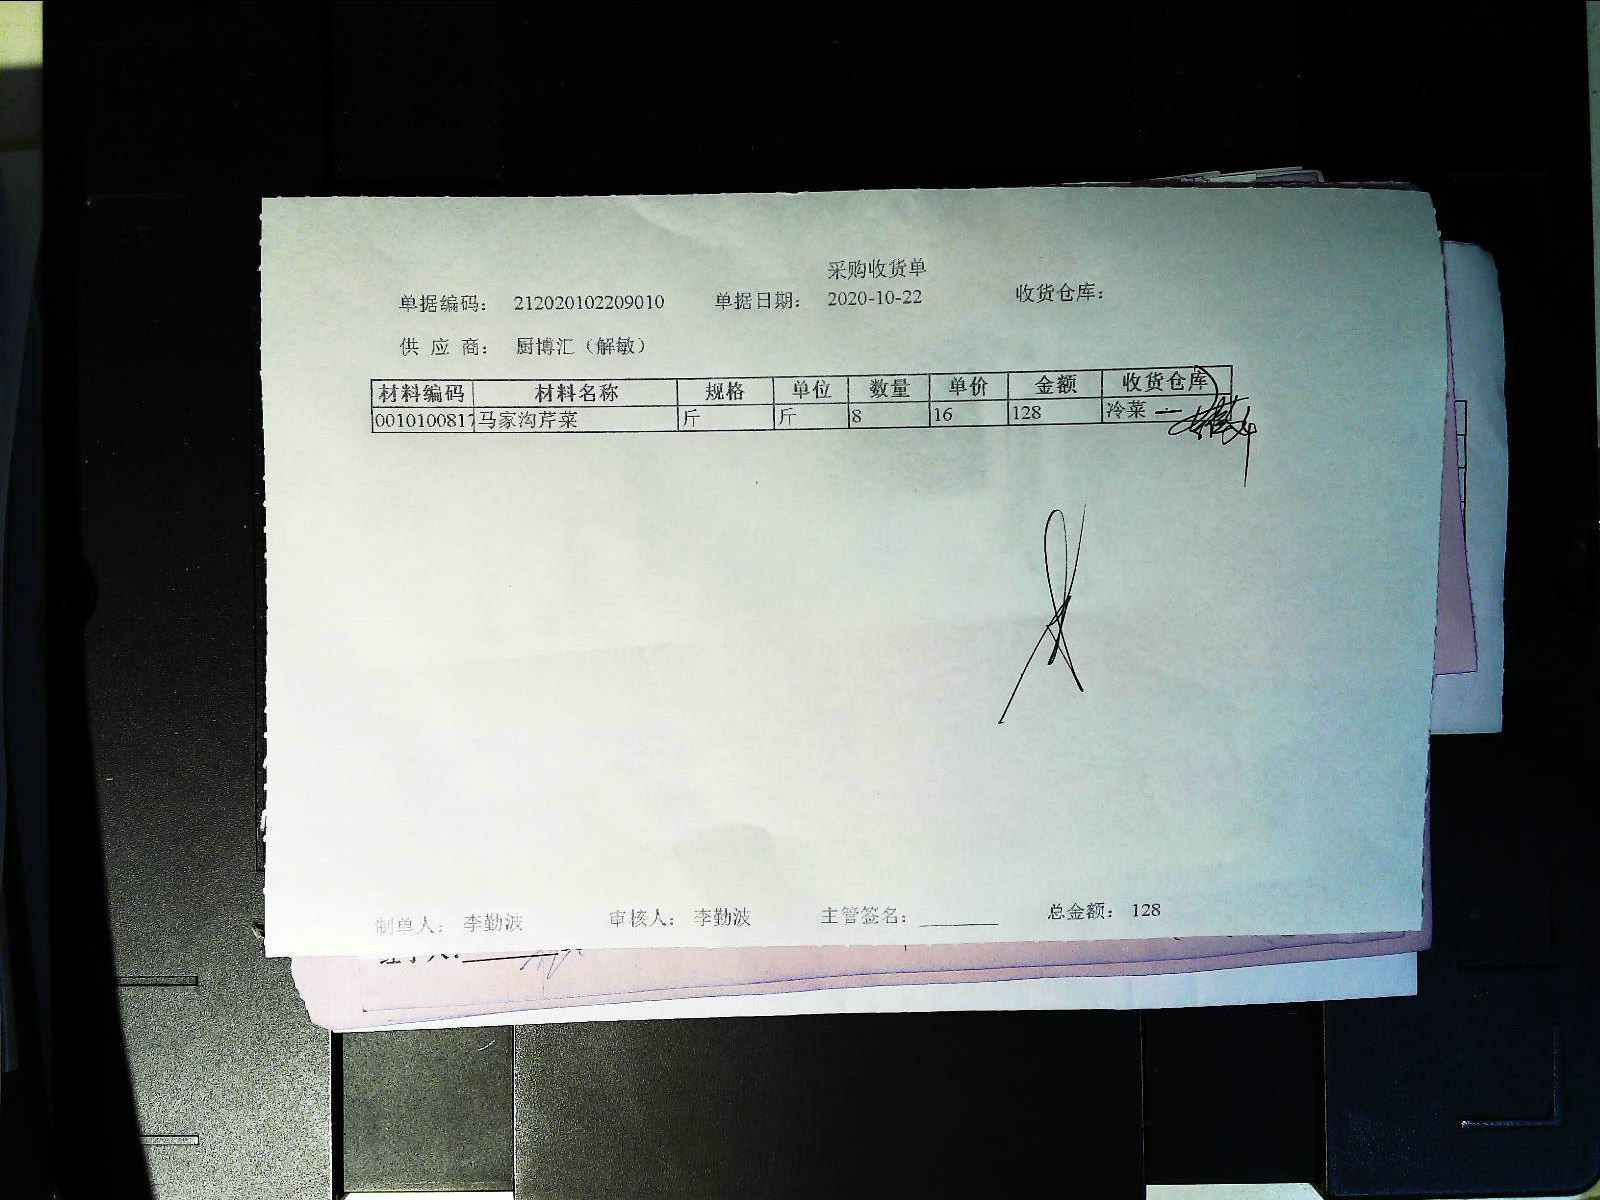 采购收货单
单据编码： 212020102209010 单据日期： 2020-10-22 收货仓库：
供 应 商： 厨博汇（解敏）
材料编码 材料名称 规格 单位 数量 单价 金额 收货仓库
0010100817 马家沟芹菜 斤 斤 8 16 128 冷菜
制单人： 李勤波 审核人： 李勤波 主管签名： 总金额： 128